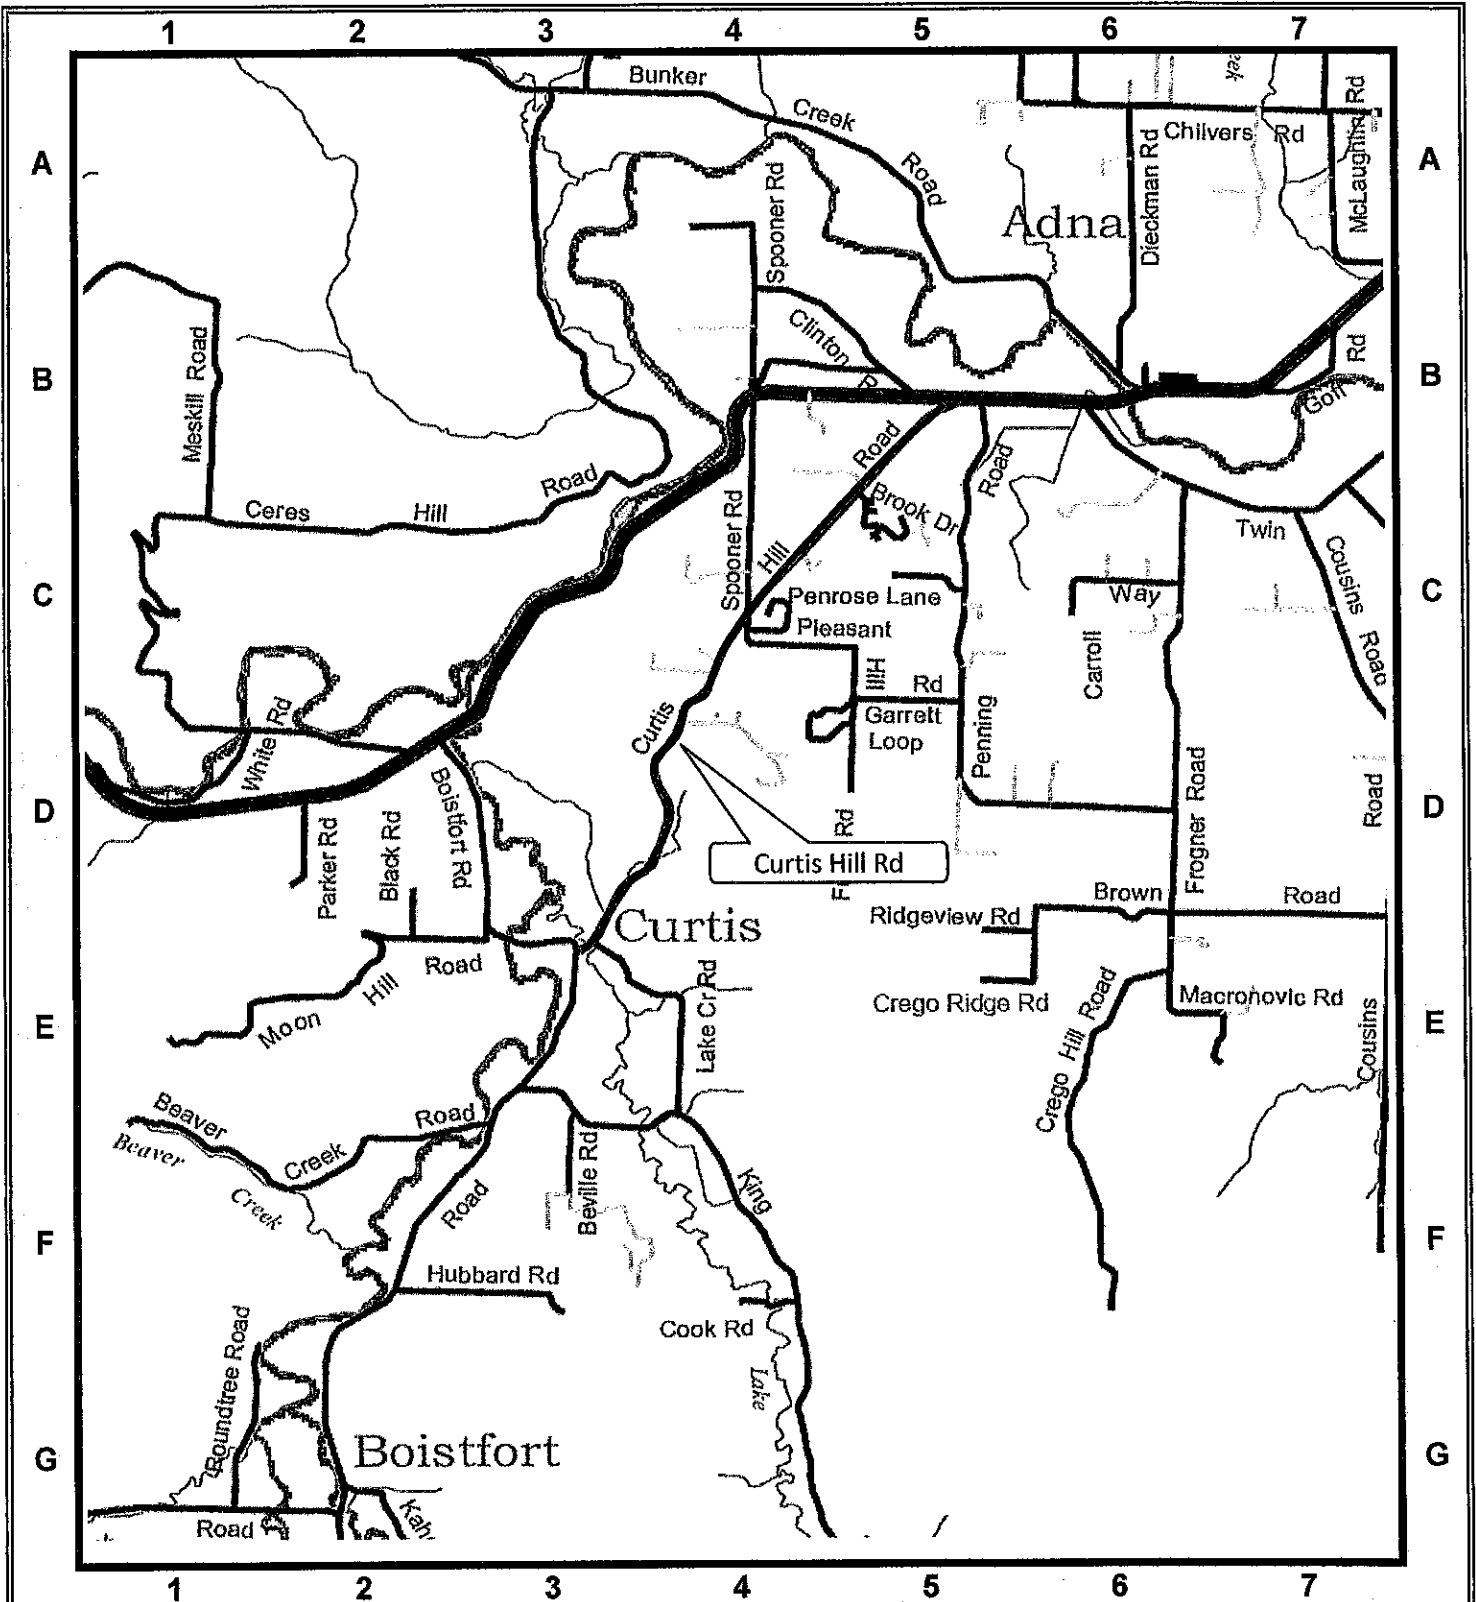 1 2 3 4 5 6 7
A
A
B
B
C
C
D
D
E
E
F
F
G
G
Bunker
Creek
Road
Chilvers Rd
McLaughlin Rd
Dieckman Rd
Adna
Spooner Rd
Clinton
Meskill Road
Rd
Goff
Ceres Hill Road
Curtis Hill Road
Brook Dr
Road
Twin
Cousins Road
Spooner Rd
Penrose Lane
Pleasant
Hill
Rd
Way
Carroll
Garrett
Loop
Penning
White Rd
Boistfort Rd
Parker Rd
Black Rd
Curtis Hill Rd
Rd
Frogner Road
Road
Brown Road
Ridgeview Rd
Curtis
Road
Hill
Moon
Lake Cr Rd
Crego Ridge Rd
Crego Hill Road
Macronovic Rd
Cousins
Beaver
Creek
Road
Beaver
Creek
Road
Beville Rd
King
Hubbard Rd
Cook Rd
Lake
Roundtree Road
Boistfort
Road
Kah
1 2 3 4 5 6 7